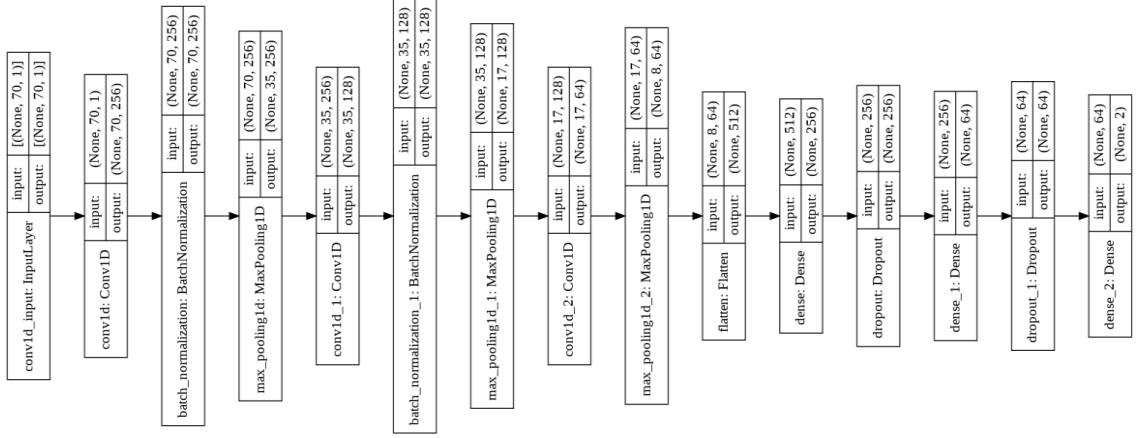 conv1d_input: InputLayer
input:
output:
[(None, 70, 1)]
[(None, 70, 1)]
conv1d: Conv1D
input:
output:
(None, 70, 1)
(None, 70, 256)
batch_normalization: BatchNormalization
input:
output:
(None, 70, 256)
(None, 70, 256)
max_pooling1d: MaxPooling1D
input:
output:
(None, 70, 256)
(None, 35, 256)
conv1d_1: Conv1D
input:
output:
(None, 35, 256)
(None, 35, 128)
batch_normalization_1: BatchNormalization
input:
output:
(None, 35, 128)
(None, 35, 128)
max_pooling1d_1: MaxPooling1D
input:
output:
(None, 35, 128)
(None, 17, 128)
conv1d_2: Conv1D
input:
output:
(None, 17, 128)
(None, 17, 64)
max_pooling1d_2: MaxPooling1D
input:
output:
(None, 17, 64)
(None, 8, 64)
flatten: Flatten
input:
output:
(None, 8, 64)
(None, 512)
dense: Dense
input:
output:
(None, 512)
(None, 256)
dropout: Dropout
input:
output:
(None, 256)
(None, 256)
dense_1: Dense
input:
output:
(None, 256)
(None, 64)
dropout_1: Dropout
input:
output:
(None, 64)
(None, 64)
dense_2: Dense
input:
output:
(None, 64)
(None, 2)